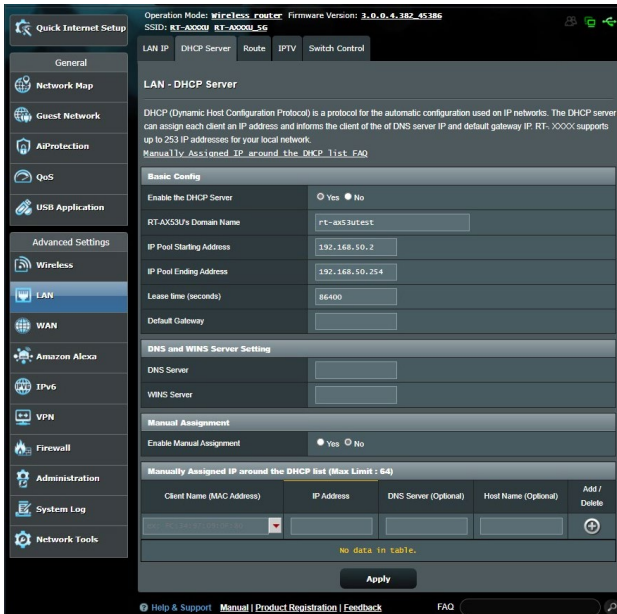 Quick Internet Setup
General
Network Map
Guest Network
AiProtection
QoS
USB Application
Advanced Settings
Wireless
LAN
WAN
Amazon Alexa
IPv6
VPN
Firewall
Administration
System Log
Network Tools
Operation Mode: Wireless router Firmware Version: 3.0.0.4.382_45386
SSID: RT-AXXXU RT-AXXXU_5G
LAN IP DHCP Server Route IPTV Switch Control
LAN - DHCP Server
DHCP (Dynamic Host Configuration Protocol) is a protocol for the automatic configuration used on IP networks. The DHCP server
can assign each client an IP address and informs the client of the of DNS server IP and default gateway IP. RT- XXXX supports
up to 253 IP addresses for your local network.
Manually Assigned IP around the DHCP list FAQ
Basic Config
Enable the DHCP Server Yes No
RT-AX53U's Domain Name rt-ax53utest
IP Pool Starting Address 192.168.50.2
IP Pool Ending Address 192.168.50.254
Lease time (seconds) 86400
Default Gateway
DNS and WINS Server Setting
DNS Server
WINS Server
Manual Assignment
Enable Manual Assignment Yes No
Manually Assigned IP around the DHCP list (Max Limit : 64)
Client Name (MAC Address) IP Address DNS Server (Optional) Host Name (Optional) Add /
Delete
No data in table.
Apply
Help & Support Manual | Product Registration | Feedback FAQ